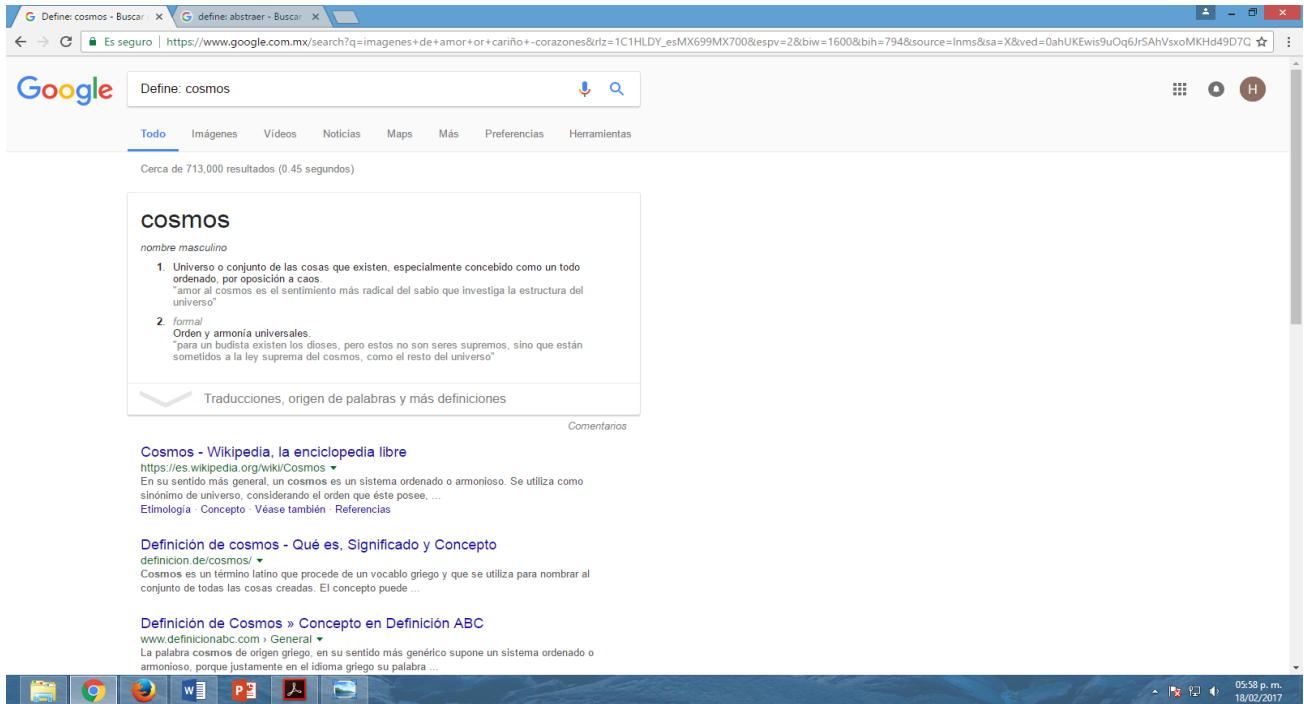 Define: cosmos - Buscar
define: abstraer - Buscar
Es seguro | https://www.google.com.mx/search?q=imagenes+de+amor+or+cariño+-corazones&rlz=1C1HLDY_esMX699MX700&espv=2&biw=1600&bih=794&source=lnms&sa=X&ved=0ahUKEwis9uOq6JrSAhVsxoMKHd49D7Q
Google
Define: cosmos
H
Todo Imágenes Vídeos Noticias Maps Más Preferencias Herramientas
Cerca de 713,000 resultados (0.45 segundos)
cosmos
nombre masculino
1. Universo o conjunto de las cosas que existen, especialmente concebido como un todo
ordenado, por oposición a caos.
"amor al cosmos es el sentimiento más radical del sabio que investiga la estructura del
universo"
2. formal
Orden y armonía universales.
"para un budista existen los dioses, pero estos no son seres supremos, sino que están
sometidos a la ley suprema del cosmos, como el resto del universo"
Traducciones, origen de palabras y más definiciones
Comentarios
Cosmos - Wikipedia, la enciclopedia libre
https://es.wikipedia.org/wiki/Cosmos
En su sentido más general, un cosmos es un sistema ordenado o armonioso. Se utiliza como
sinónimo de universo, considerando el orden que éste posee, ...
Etimología · Concepto · Véase también · Referencias
Definición de cosmos - Qué es, Significado y Concepto
definicion.de/cosmos/
Cosmos es un término latino que procede de un vocablo griego y que se utiliza para nombrar al
conjunto de todas las cosas creadas. El concepto puede ...
Definición de Cosmos » Concepto en Definición ABC
www.definicionabc.com › General
La palabra cosmos de origen griego, en su sentido más genérico supone un sistema ordenado o
armonioso, porque justamente en el idioma griego su palabra ...
05:58 p. m.
18/02/2017